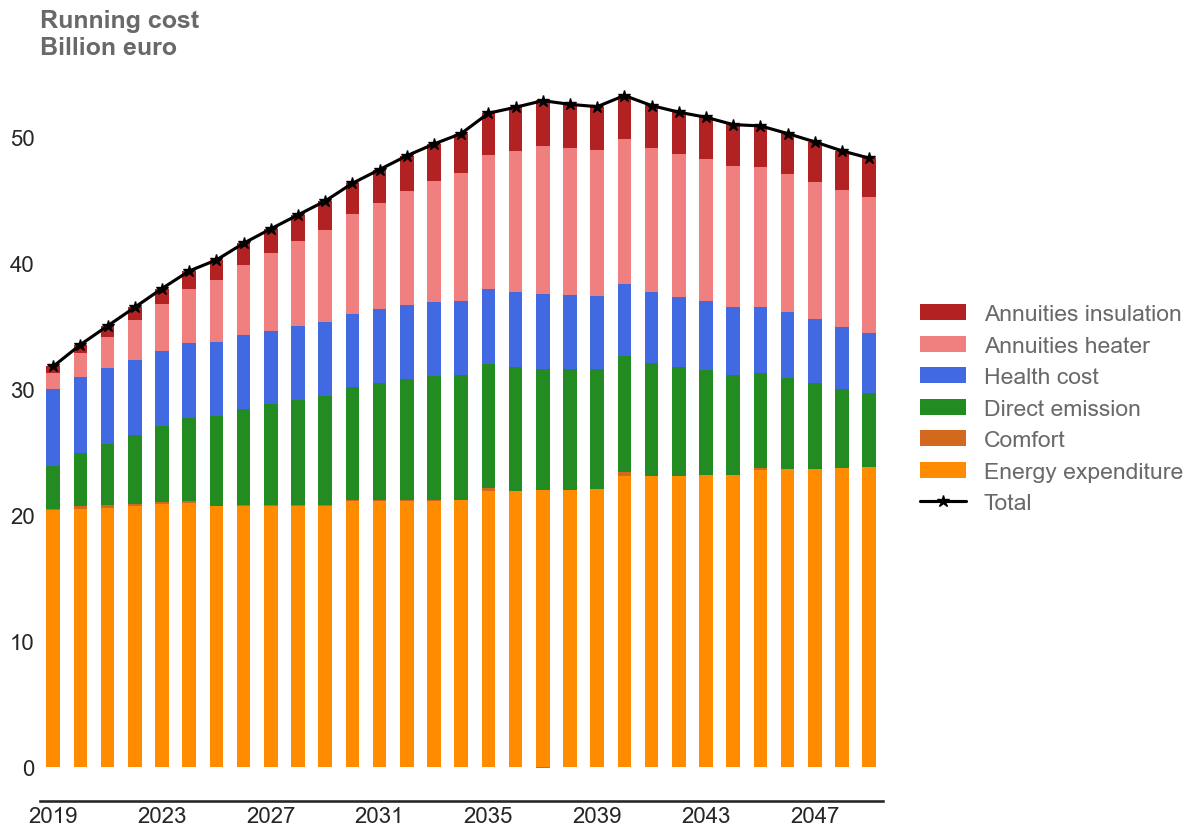 Running cost
Billion euro
50
40
30
20
10
0
2019 2023 2027 2031 2035 2039 2043 2047
Annuities insulation
Annuities heater
Health cost
Direct emission
Comfort
Energy expenditure
Total